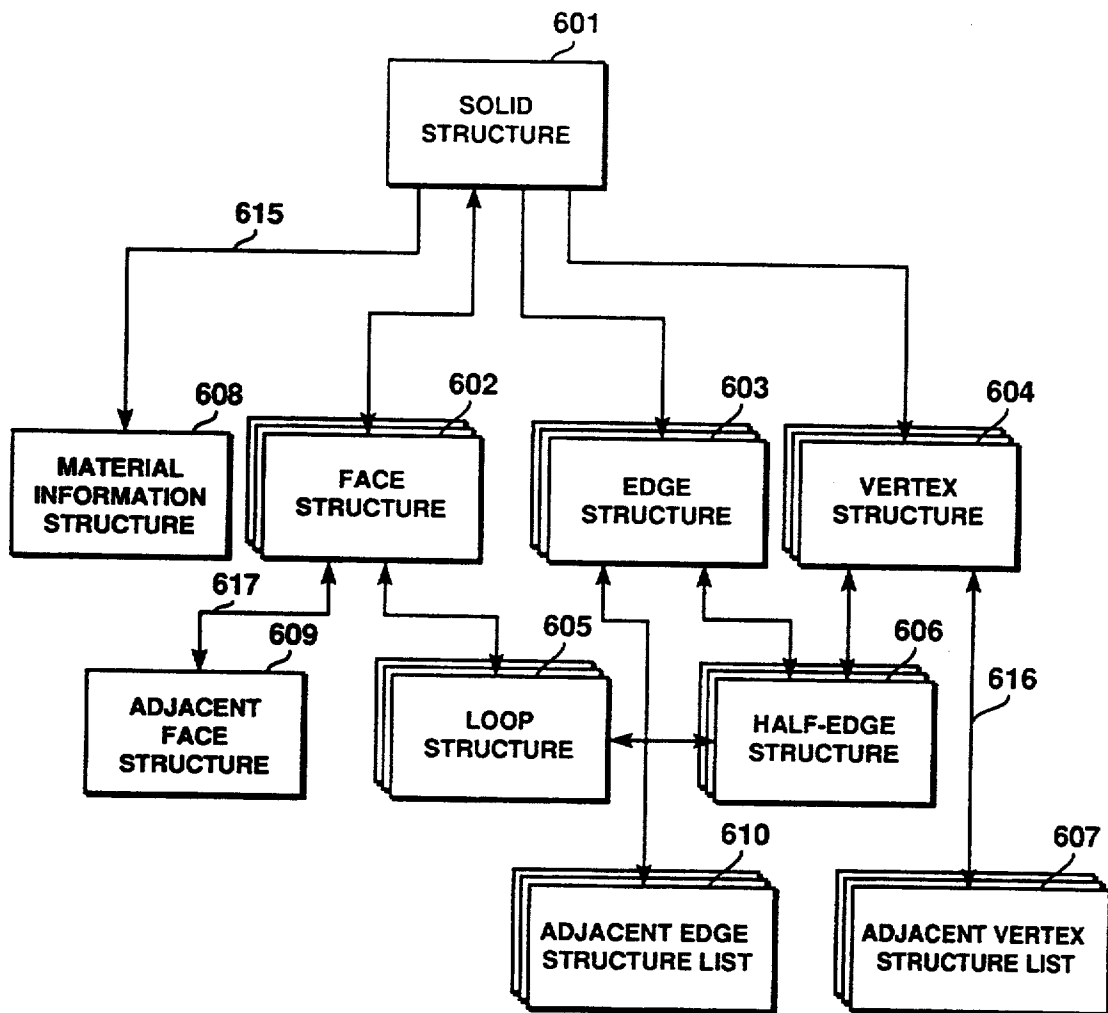 601
SOLID
STRUCTURE
615
608
602
603
604
MATERIAL
INFORMATION
STRUCTURE
FACE
STRUCTURE
EDGE
STRUCTURE
VERTEX
STRUCTURE
617
609
605
606
616
ADJACENT
FACE
STRUCTURE
LOOP
STRUCTURE
HALF-EDGE
STRUCTURE
610
607
ADJACENT EDGE
STRUCTURE LIST
ADJACENT VERTEX
STRUCTURE LIST